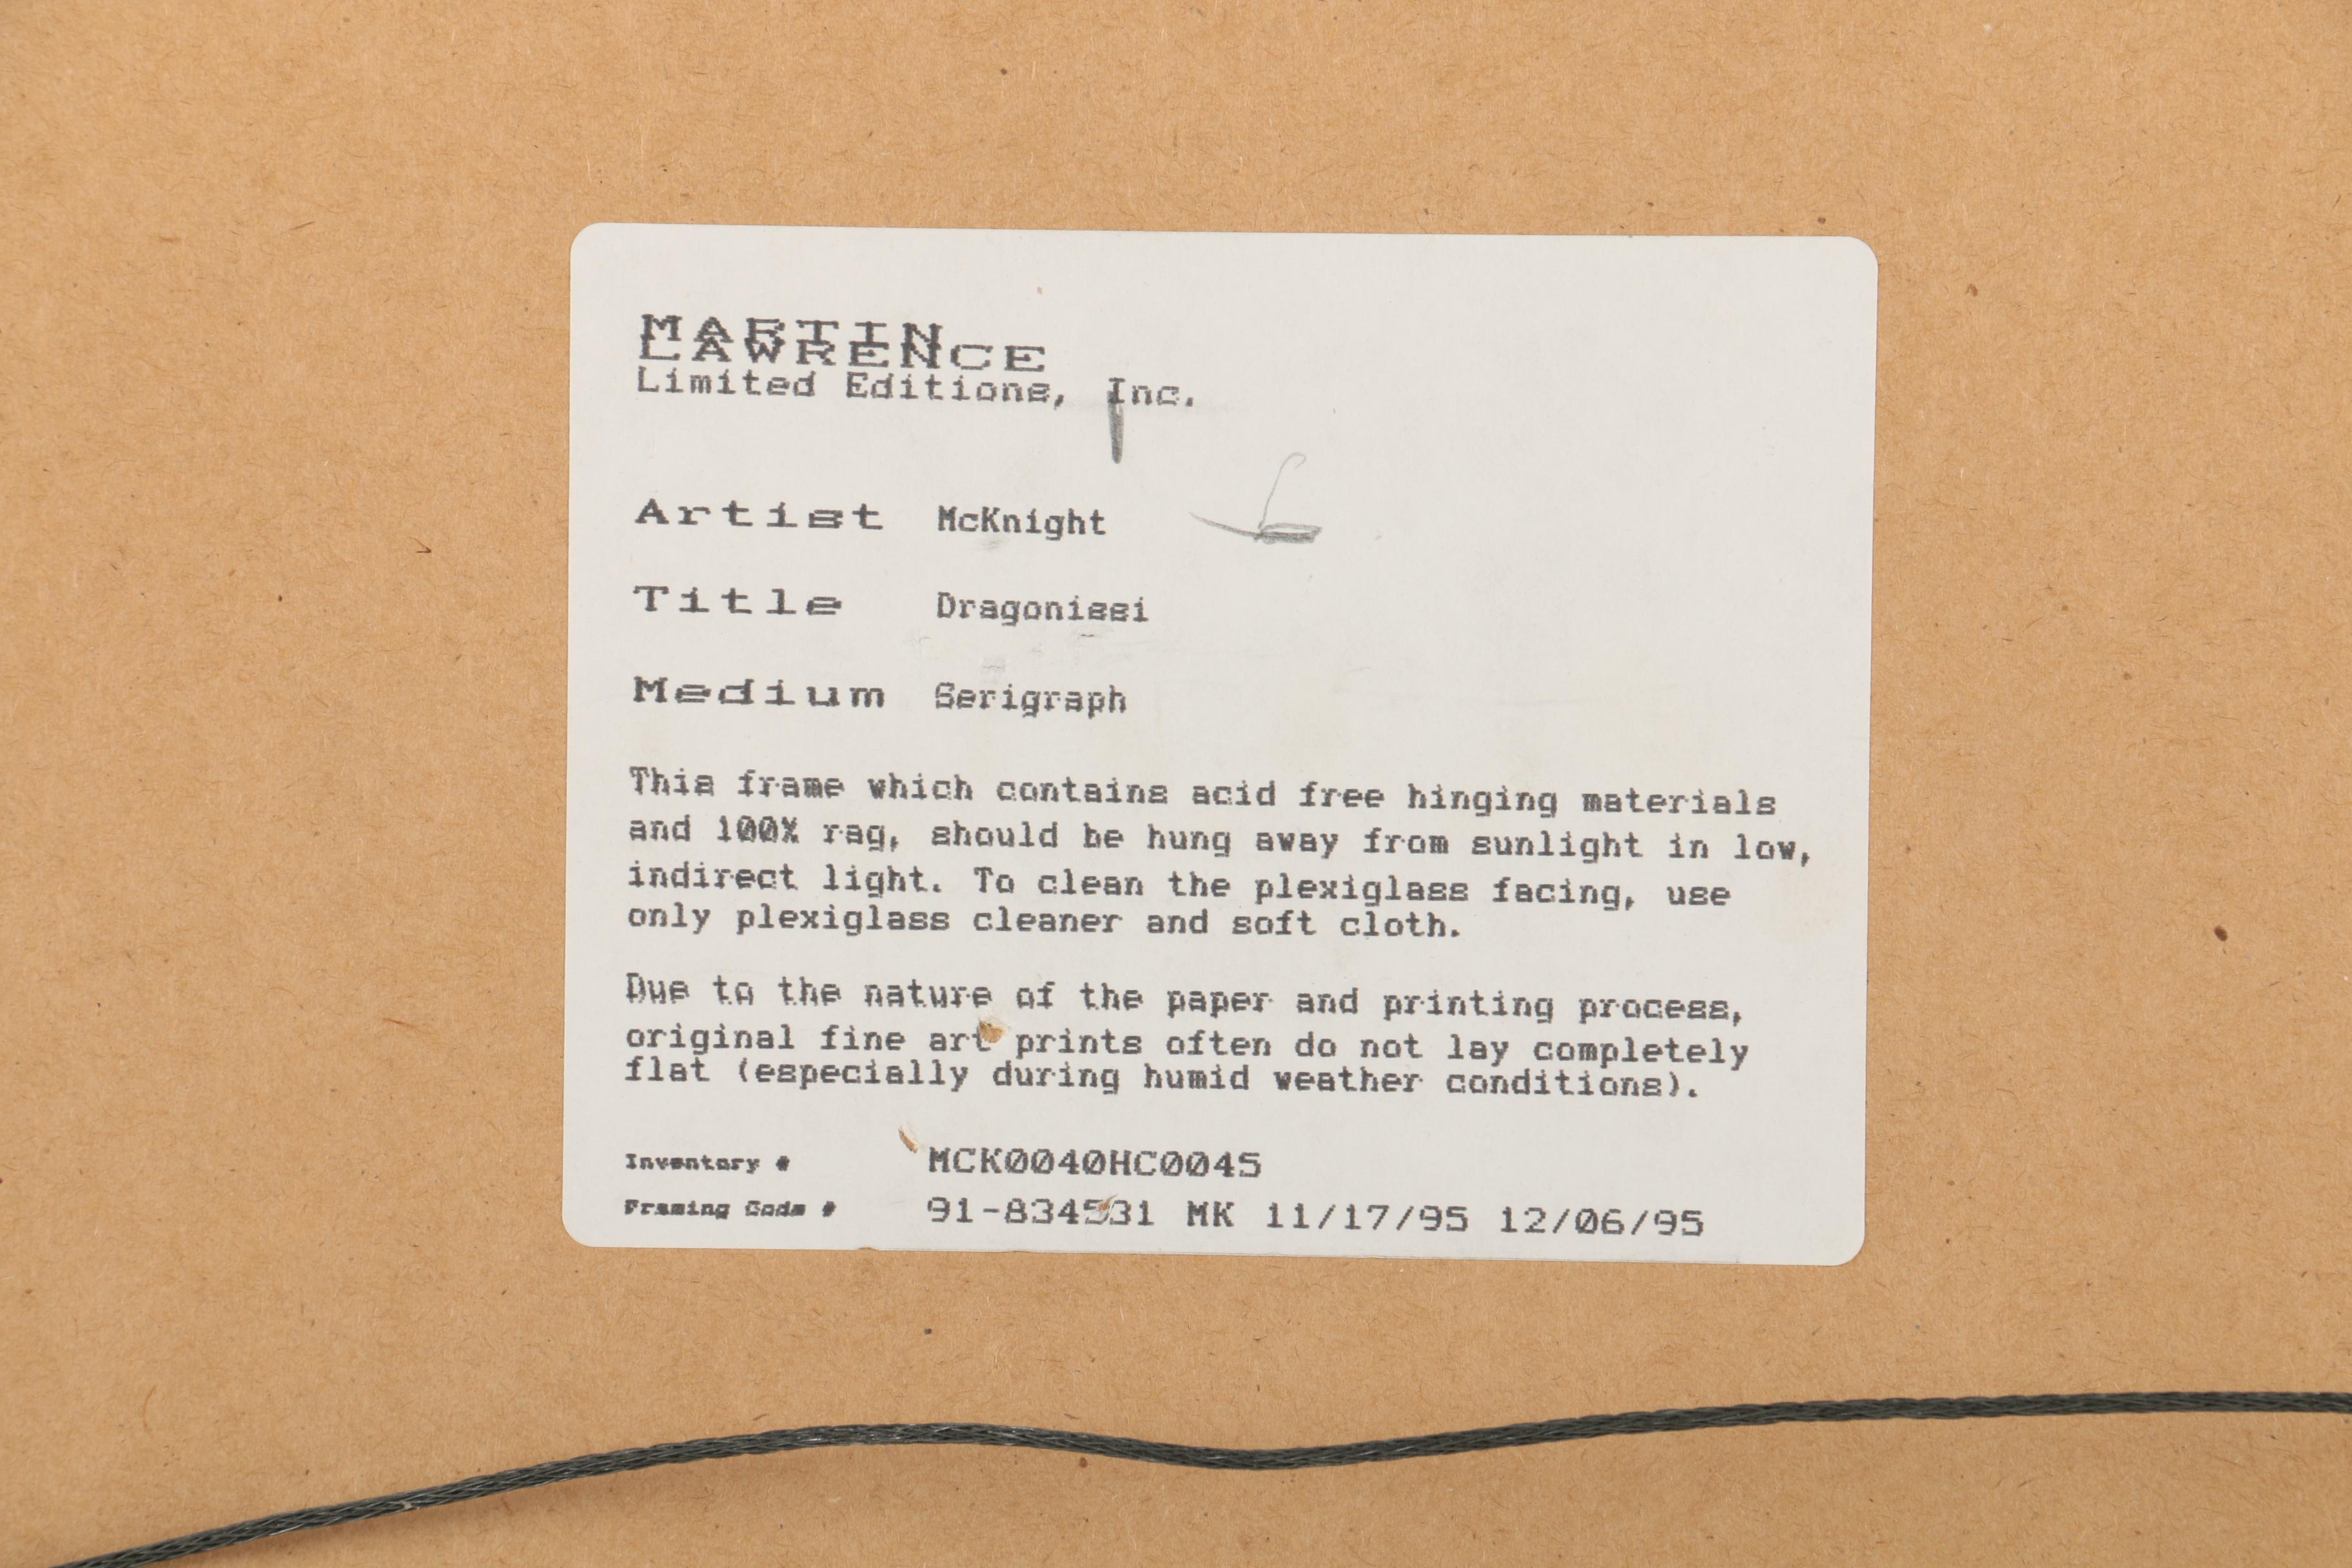 MARTIN
LAWRENCE
Limited Editions, Inc.
Artist McKnight
Title Dragonissi
Medium Serigraph
This frame which contains acid free hinging materials
and 100% rag, should be hung away from sunlight in low,
indirect light. To clean the plexiglass facing, use
only plexiglass cleaner and soft cloth.
Due to the nature of the paper and printing process,
original fine art prints often do not lay completely
flat (especially during humid weather conditions).
Inventory # MCK0040HC0045
Framing Code # 91-834531 MK 11/17/95 12/06/95